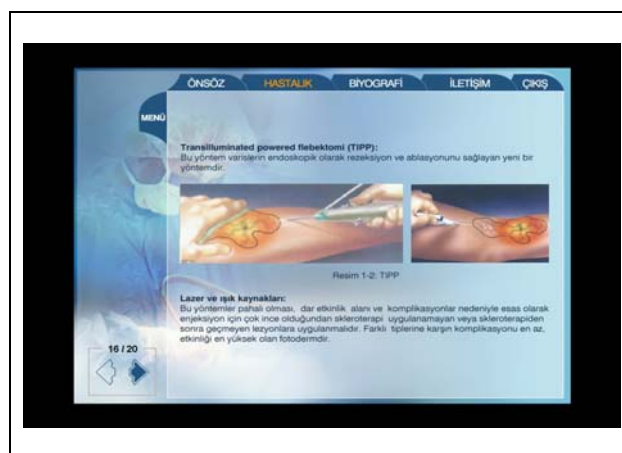 ÖNSÖZ HASTALIK BİYOGRAFİ İLETİŞİM ÇIKIŞ
MENÜ
Transilluminated powered flebektomi (TIPP):
Bu yöntem varislerin endoskopik olarak rezeksiyon ve ablasyonunu sağlayan yeni bir
yöntemdir.
Resim 1-2: TIPP
Lazer ve ışık kaynakları:
Bu yöntemler pahalı olması, dar etkinlik alanı ve komplikasyonlar nedeniyle esas olarak
enjeksiyon için çok ince olduğundan skleroterapi uygulanamayan veya skleroterapiden
sonra geçmeyen lezyonlara uygulanmalıdır. Farklı tiplerine karşın komplikasyonu en az,
etkinliği en yüksek olan fotodermdir.
16 / 20